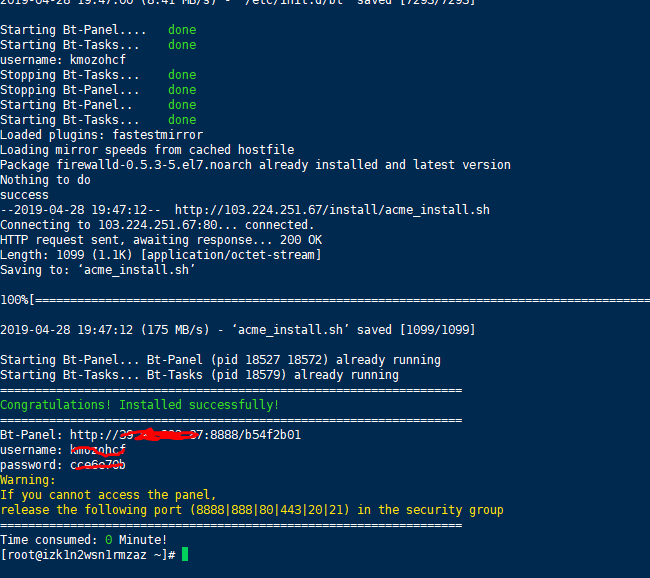 2019-04-28 19:47:00 (8.41 MB/s) - ‘/etc/init.d/bt’ saved [7293/7293]
Starting Bt-Panel.... done
Starting Bt-Tasks... done
username: kmozohcf
Stopping Bt-Tasks... done
Stopping Bt-Panel... done
Starting Bt-Panel.. done
Starting Bt-Tasks... done
Loaded plugins: fastestmirror
Loading mirror speeds from cached hostfile
Package firewalld-0.5.3-5.el7.noarch already installed and latest version
Nothing to do
success
--2019-04-28 19:47:12-- http://103.224.251.67/install/acme_install.sh
Connecting to 103.224.251.67:80... connected.
HTTP request sent, awaiting response... 200 OK
Length: 1099 (1.1K) [application/octet-stream]
Saving to: ‘acme_install.sh’
100%[======================================================================================
2019-04-28 19:47:12 (175 MB/s) - ‘acme_install.sh’ saved [1099/1099]
Starting Bt-Panel... Bt-Panel (pid 18527 18572) already running
Starting Bt-Tasks... Bt-Tasks (pid 18579) already running
==================================================================
Congratulations! Installed successfully!
==================================================================
Bt-Panel: http:// :8888/b54f2b01
username: kmozohcf
password:
Warning:
If you cannot access the panel,
release the following port (8888|888|80|443|20|21) in the security group
==================================================================
Time consumed: 0 Minute!
[root@izk1n2wsn1rmzaz ~]#